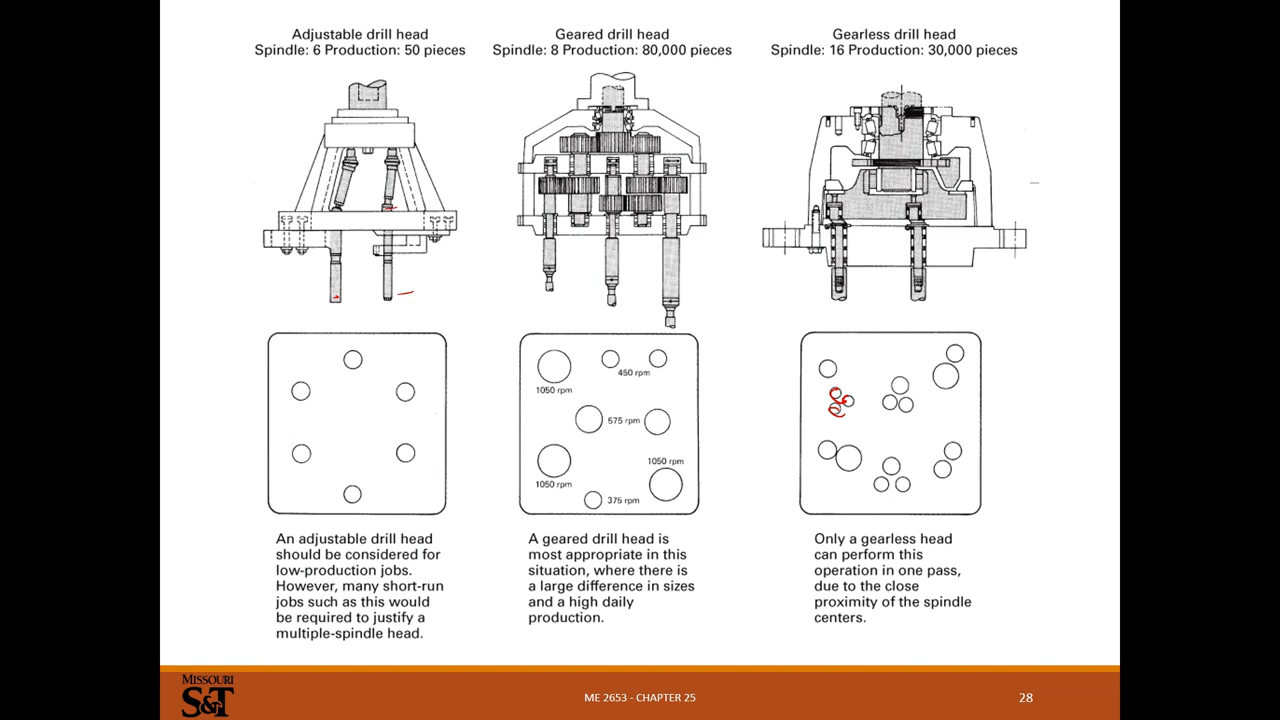 Adjustable drill head
Spindle: 6 Production: 50 pieces
Geared drill head
Spindle: 8 Production: 80,000 pieces
Gearless drill head
Spindle: 16 Production: 30,000 pieces
1050 rpm
450 rpm
575 rpm
1050 rpm
1050 rpm
375 rpm
An adjustable drill head
should be considered for
low-production jobs.
However, many short-run
jobs such as this would
be required to justify a
multiple-spindle head.
A geared drill head is
most appropriate in this
situation, where there is
a large difference in sizes
and a high daily
production.
Only a gearless head
can perform this
operation in one pass,
due to the close
proximity of the spindle
centers.
MISSOURI
S&T
ME 2653 - CHAPTER 25
28